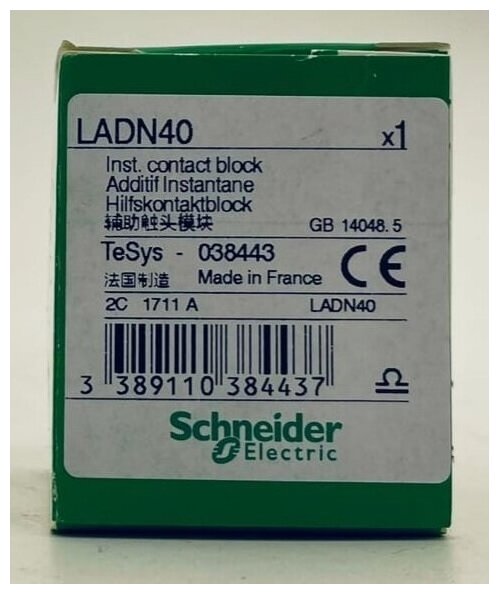 LADN40 x1
Inst. contact block
Additif Instantane
Hilfskontaktblock
辅助触头模块 GB 14048.5
TeSys - 038443
法国制造 Made in France CE
2C 1711 A LADN40
3 389110 384437
Schneider
Electric